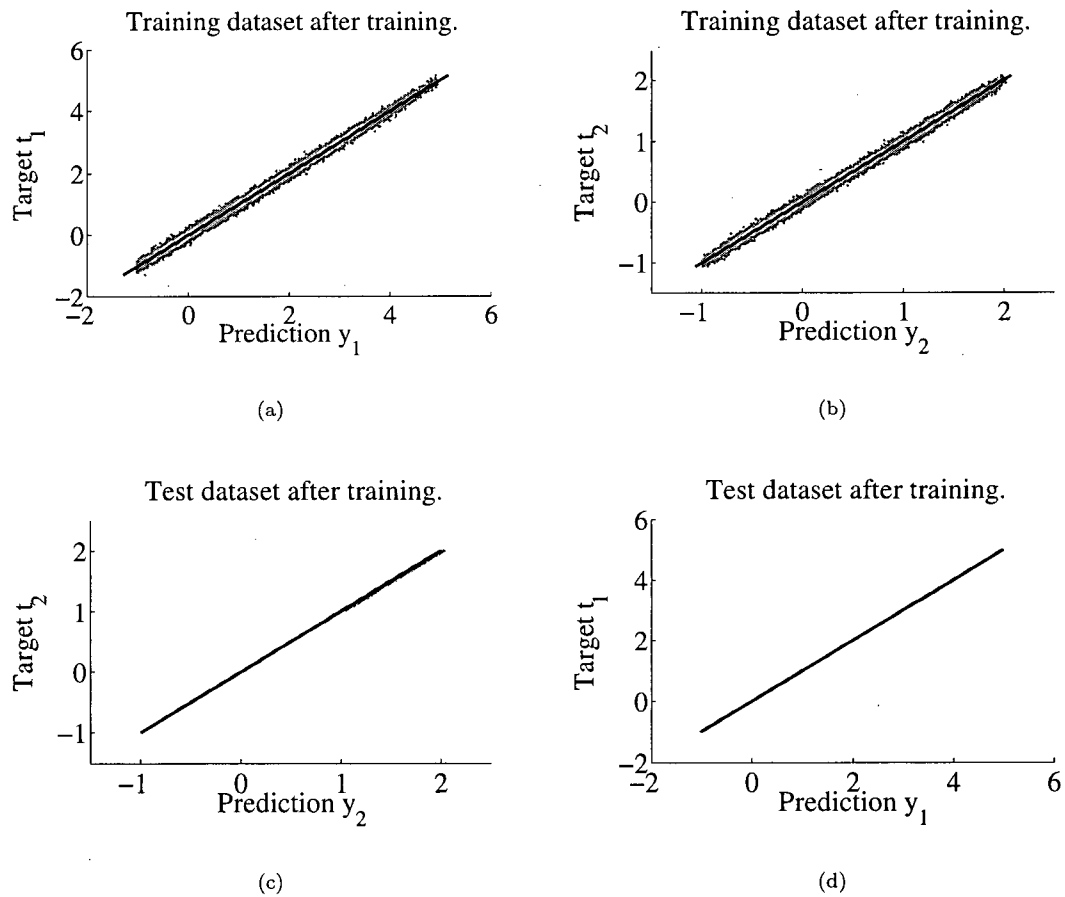 Training dataset after training.
6
4
2
0
−2
Target t1
−2 0 2 4 6
Prediction y1
(a)
Training dataset after training.
2
1
0
−1
Target t2
−1 0 1 2
Prediction y2
(b)
Test dataset after training.
2
1
0
−1
Target t2
−1 0 1 2
Prediction y2
(c)
Test dataset after training.
6
4
2
0
−2
Target t1
−2 0 2 4 6
Prediction y1
(d)